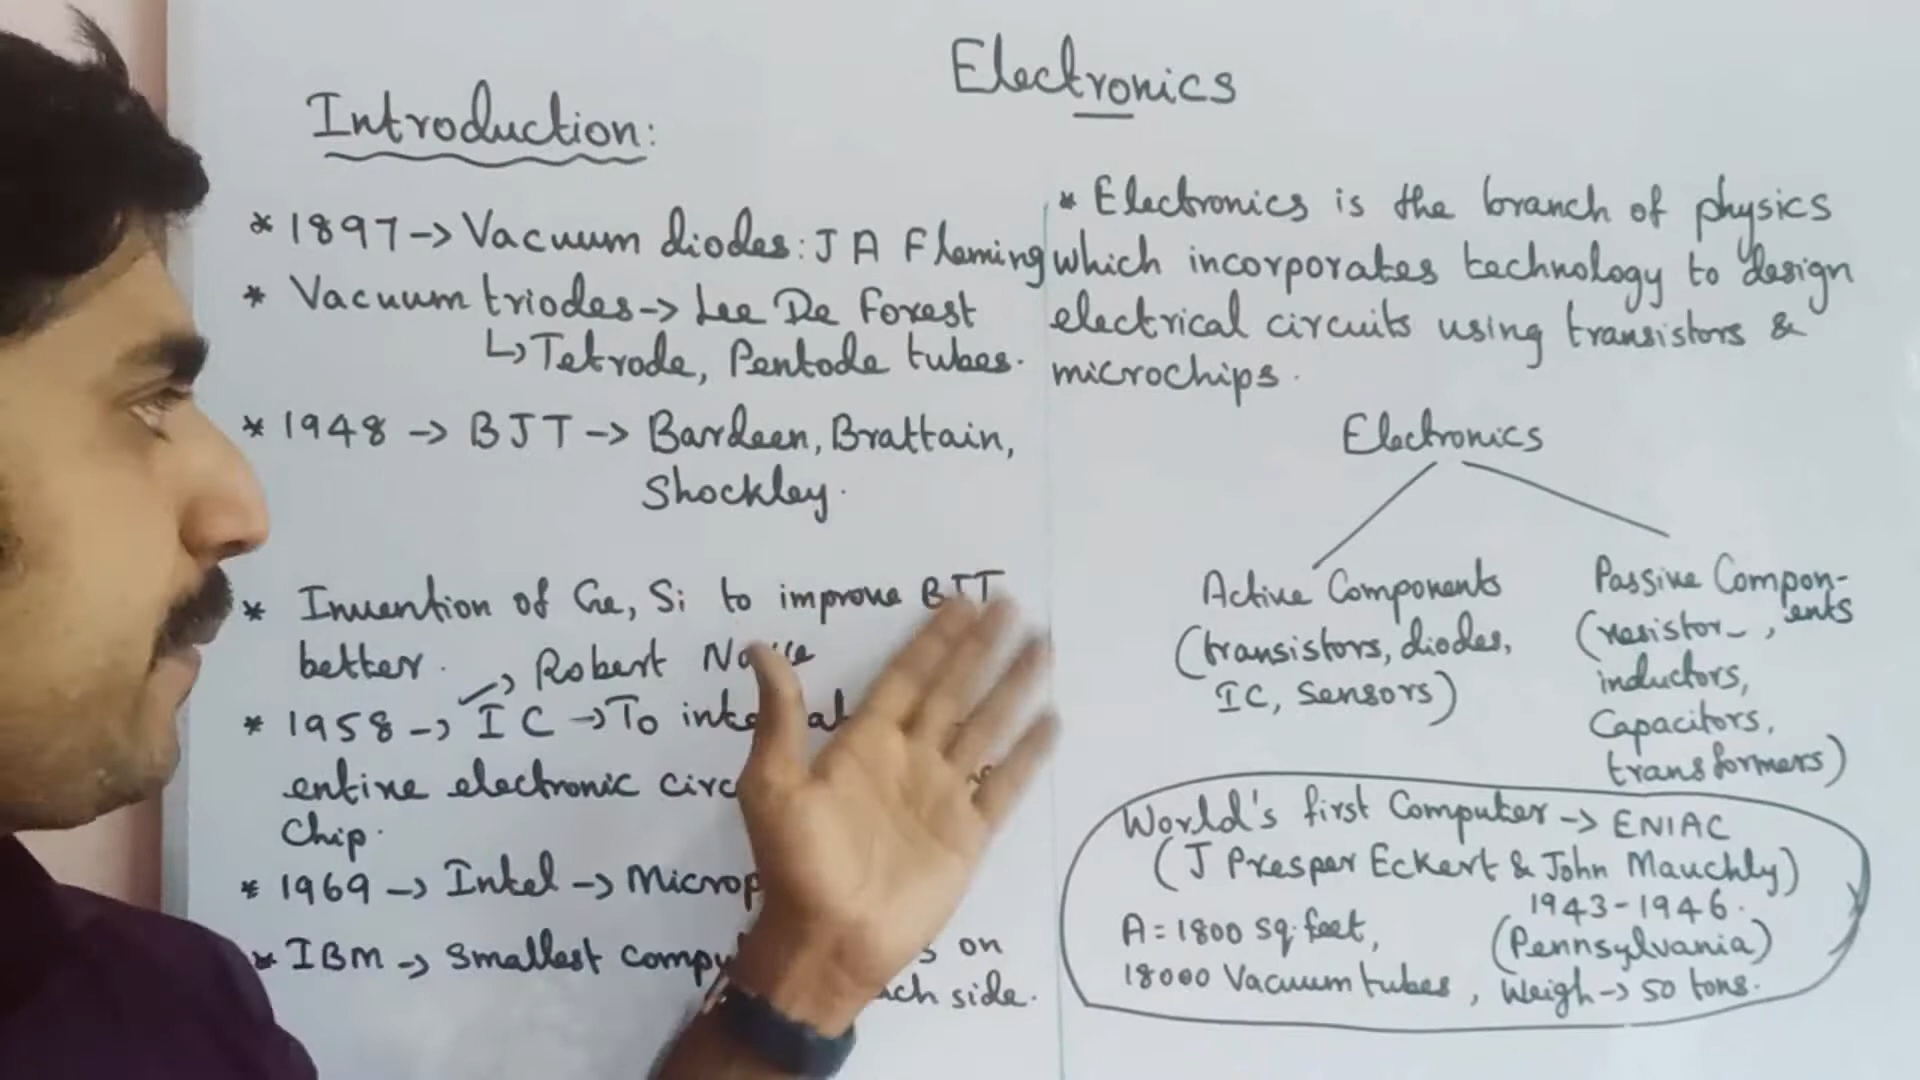 Electronics
Introduction:
* 1897 -> Vacuum diodes: J A Fleming
* Vacuum triodes -> Lee De Forest
↳ Tetrode, Pentode tubes.
* 1948 -> BJT -> Bardeen, Brattain,
Shockley.
* Invention of Ge, Si to improve BJT
better.
-> Robert
* 1958 -> IC -> To
entire electronic
chip.
* 1969 -> Intel ->
* IBM -> Smallest on
side.
* Electronics is the branch of physics
which incorporates technology to design
electrical circuits using transistors &
microchips.
Electronics
Active Components
(transistors, diodes,
IC, Sensors)
Passive Compon-
ents
(resistor_,
inductors,
Capacitors,
transformers)
World's first Computer -> ENIAC
(J Presper Eckert & John Mauchly)
1943-1946.
A = 1800 sq. feet,
(Pennsylvania)
18000 Vacuum tubes, Weigh -> 50 tons.